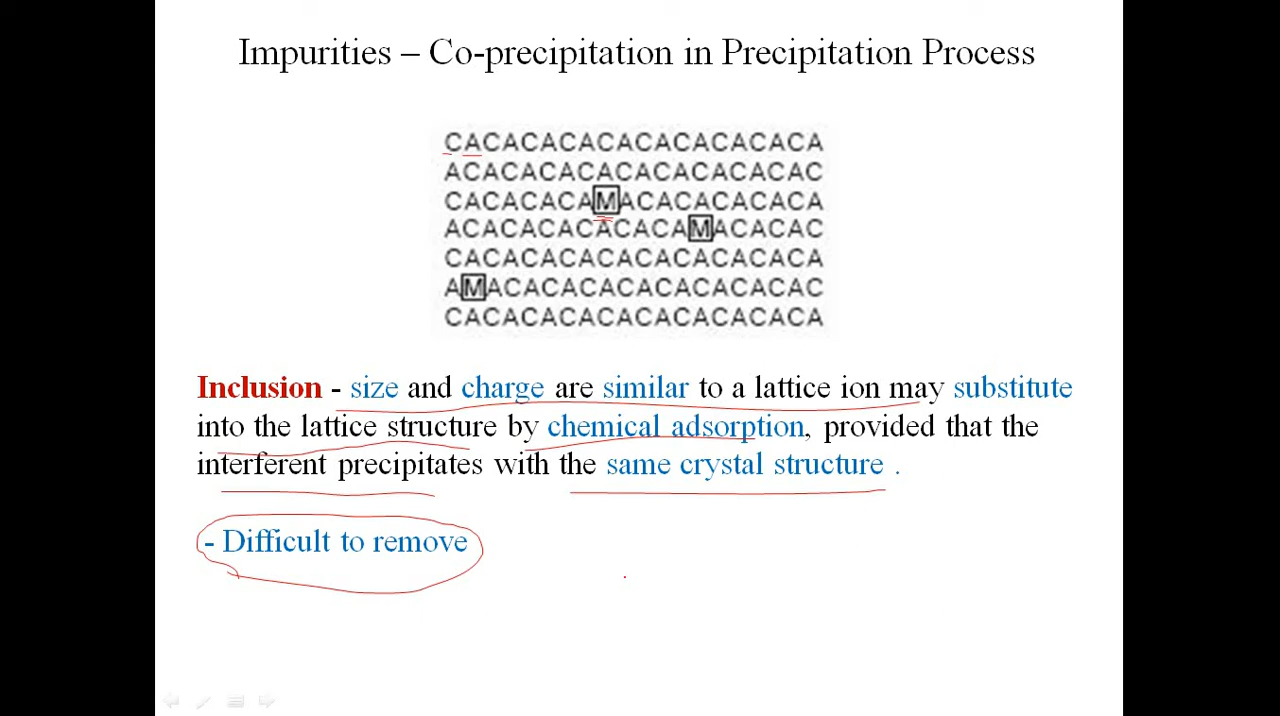 Impurities – Co-precipitation in Precipitation Process
CACACACACACACACACACA
ACACACACACACACACACAC
CACACACAMACACACACACA
ACACACACACACAMACACAC
CACACACACACACACACACA
AMACACACACACACACACAC
CACACACACACACACACACA
Inclusion - size and charge are similar to a lattice ion may substitute
into the lattice structure by chemical adsorption, provided that the
interferent precipitates with the same crystal structure .
- Difficult to remove